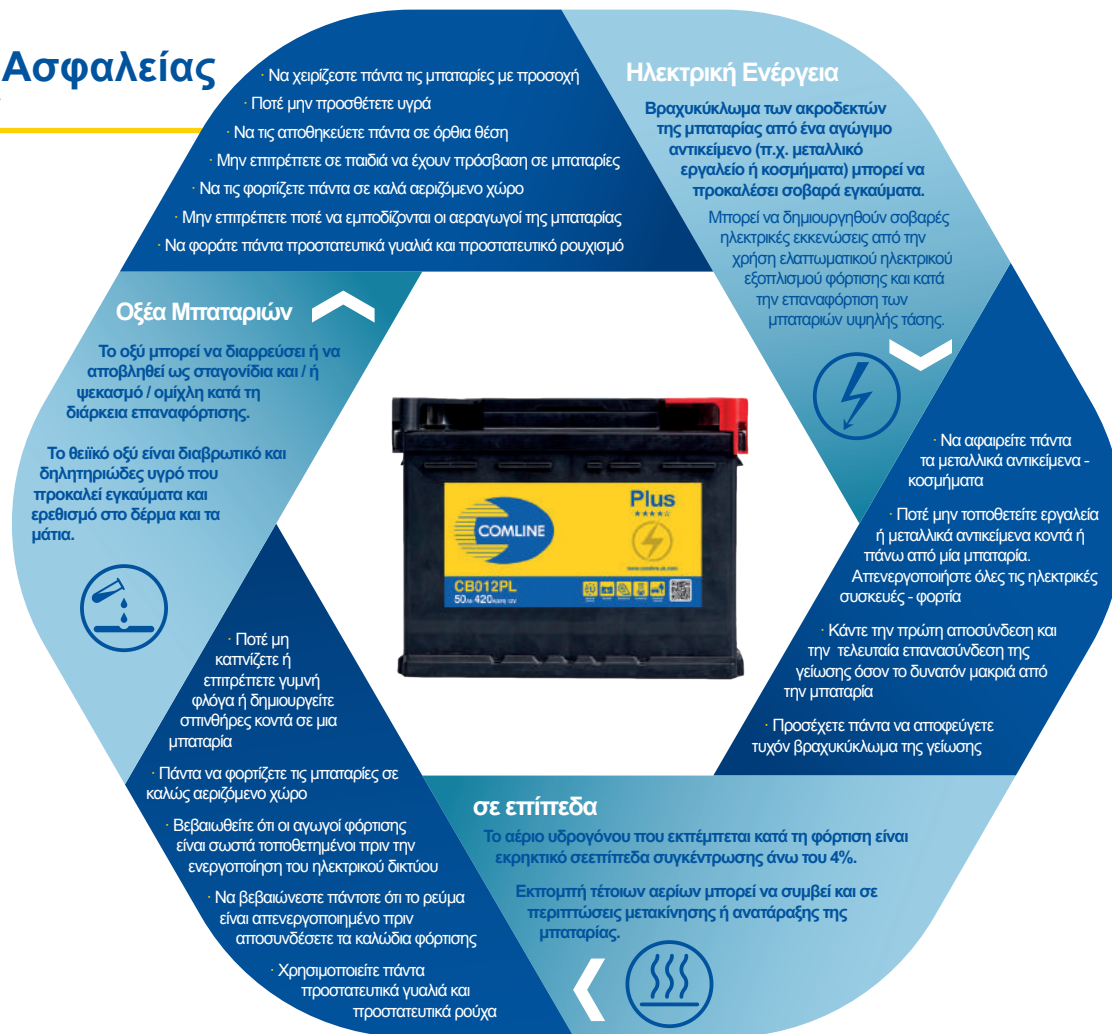 Ασφαλείας
· Να χειρίζεστε πάντα τις μπαταρίες με προσοχή
· Ποτέ μην προσθέτετε υγρά
· Να τις αποθηκεύετε πάντα σε όρθια θέση
· Μην επιτρέπετε σε παιδιά να έχουν πρόσβαση σε μπαταρίες
· Να τις φορτίζετε πάντα σε καλά αεριζόμενο χώρο
· Μην επιτρέπετε ποτέ να εμποδίζονται οι αεραγωγοί της μπαταρίας
· Να φοράτε πάντα προστατευτικά γυαλιά και προστατευτικό ρουχισμό
Ηλεκτρική Ενέργεια
Βραχυκύκλωμα των ακροδεκτών
της μπαταρίας από ένα αγώγιμο
αντικείμενο (π.χ. μεταλλικό
εργαλείο ή κοσμήματα) μπορεί να
προκαλέσει σοβαρά εγκαύματα.
Μπορεί να δημιουργηθούν σοβαρές
ηλεκτρικές εκκενώσεις από την
χρήση ελαττωματικού ηλεκτρικού
εξοπλισμού φόρτισης και κατά
την επαναφόρτιση των
μπαταριών υψηλής τάσης.
· Να αφαιρείτε πάντα
τα μεταλλικά αντικείμενα -
κοσμήματα
· Ποτέ μην τοποθετείτε εργαλεία
ή μεταλλικά αντικείμενα κοντά ή
πάνω από μία μπαταρία.
Απενεργοποιήστε όλες τις ηλεκτρικές
συσκευές - φορτία
· Κάντε την πρώτη αποσύνδεση και
την τελευταία επανασύνδεση της
γείωσης όσον το δυνατόν μακριά από
την μπαταρία
· Προσέχετε πάντα να αποφεύγετε
τυχόν βραχυκύκλωμα της γείωσης
Οξέα Μπαταριών
Το οξύ μπορεί να διαρρεύσει ή να
αποβληθεί ως σταγονίδια και / ή
ψεκασμό / ομίχλη κατά τη
διάρκεια επαναφόρτισης.
Το θειϊκό οξύ είναι διαβρωτικό και
δηλητηριώδες υγρό που
προκαλεί εγκαύματα και
ερεθισμό στο δέρμα και τα
μάτια.
COMLINE
Plus
www.comline.uk.com
CB012PL
50Ah 420A(EN) 12V
· Ποτέ μη
καπνίζετε ή
επιτρέπετε γυμνή
φλόγα ή δημιουργείτε
σπινθήρες κοντά σε μια
μπαταρία
· Πάντα να φορτίζετε τις μπαταρίες σε
καλώς αεριζόμενο χώρο
· Βεβαιωθείτε ότι οι αγωγοί φόρτισης
είναι σωστά τοποθετημένοι πριν την
ενεργοποίηση του ηλεκτρικού δικτύου
· Να βεβαιώνεστε πάντοτε ότι το ρεύμα
είναι απενεργοποιημένο πριν
αποσυνδέσετε τα καλώδια φόρτισης
· Χρησιμοποιείτε πάντα
προστατευτικά γυαλιά και
προστατευτικά ρούχα
σε επίπεδα
Το αέριο υδρογόνου που εκπέμπεται κατά τη φόρτιση είναι
εκρηκτικό σεεπίπεδα συγκέντρωσης άνω του 4%.
Εκπομπή τέτοιων αερίων μπορεί να συμβεί και σε
περιπτώσεις μετακίνησης ή ανατάραξης της
μπαταρίας.